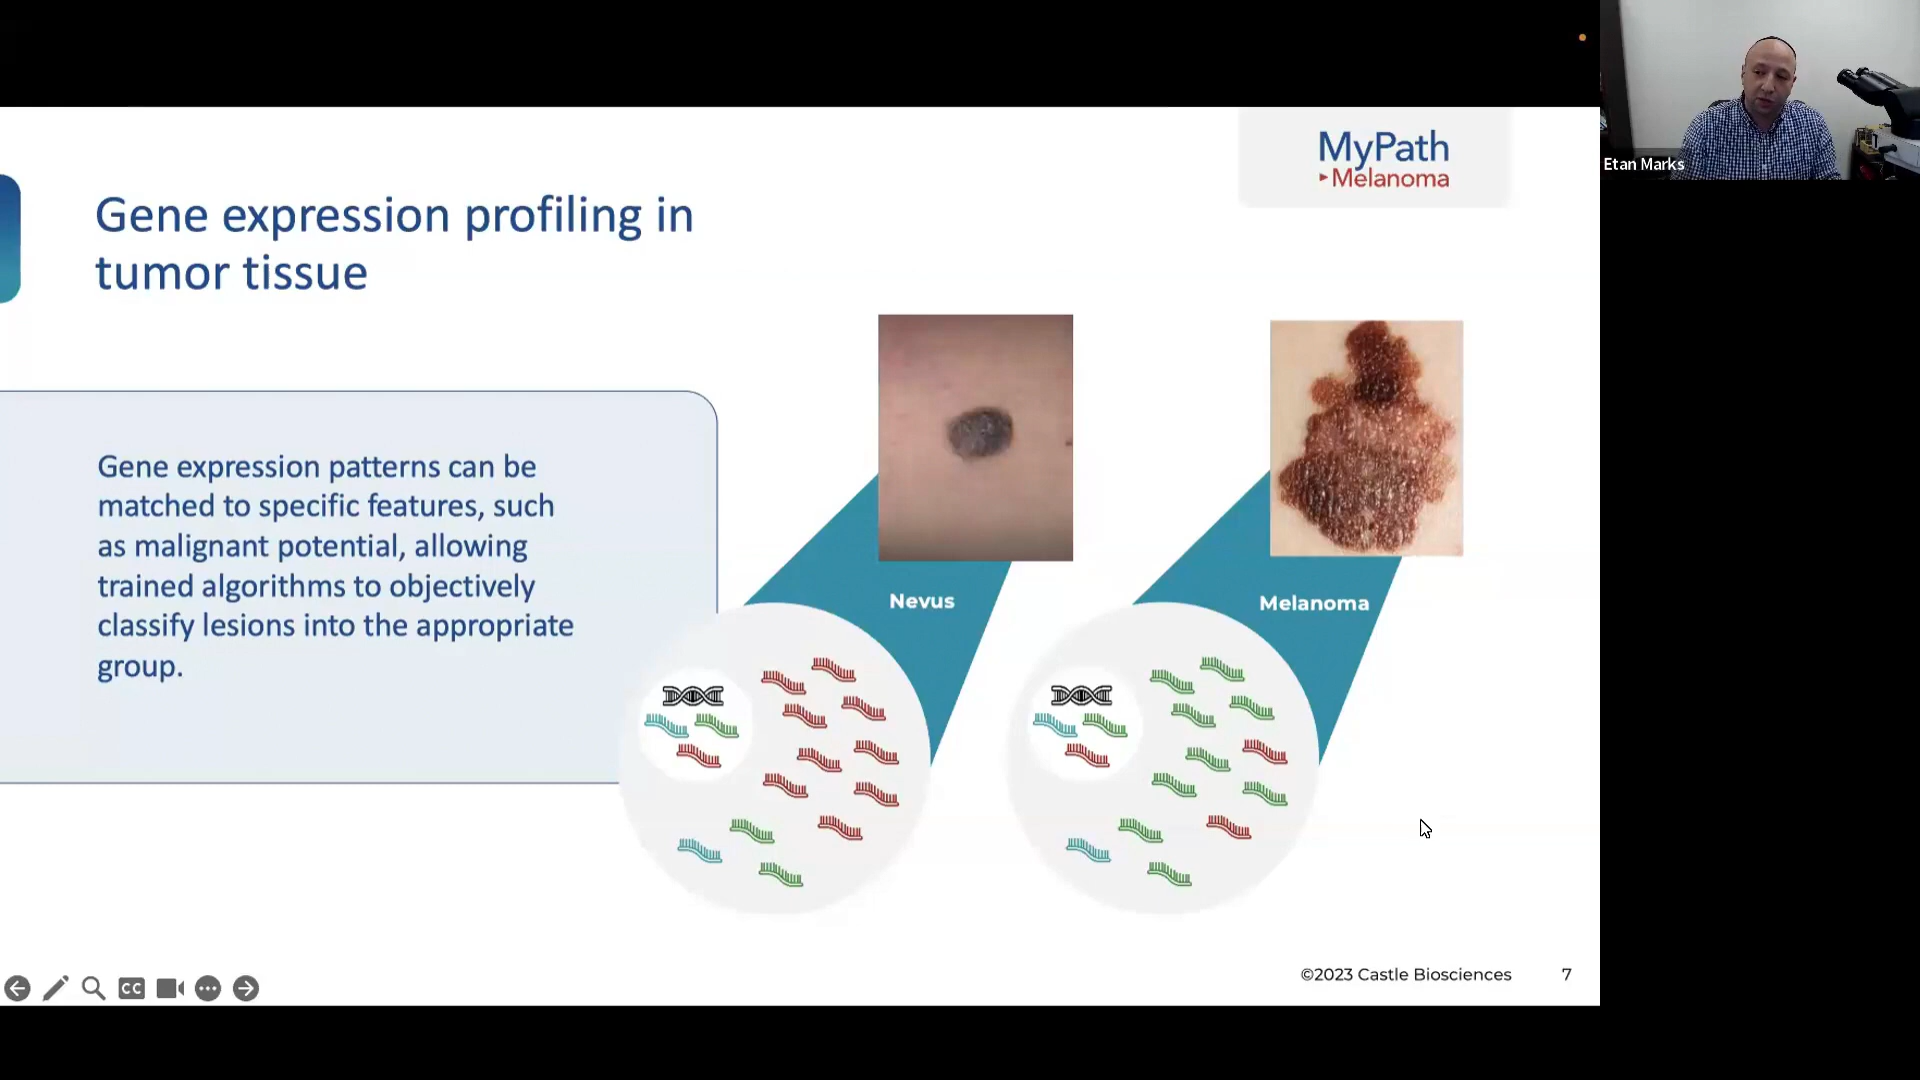 MyPath
Melanoma
Etan Marks
Gene expression profiling in
tumor tissue
Gene expression patterns can be
matched to specific features, such
as malignant potential, allowing
trained algorithms to objectively
classify lesions into the appropriate
group.
Nevus
Melanoma
CC
©2023 Castle Biosciences
7